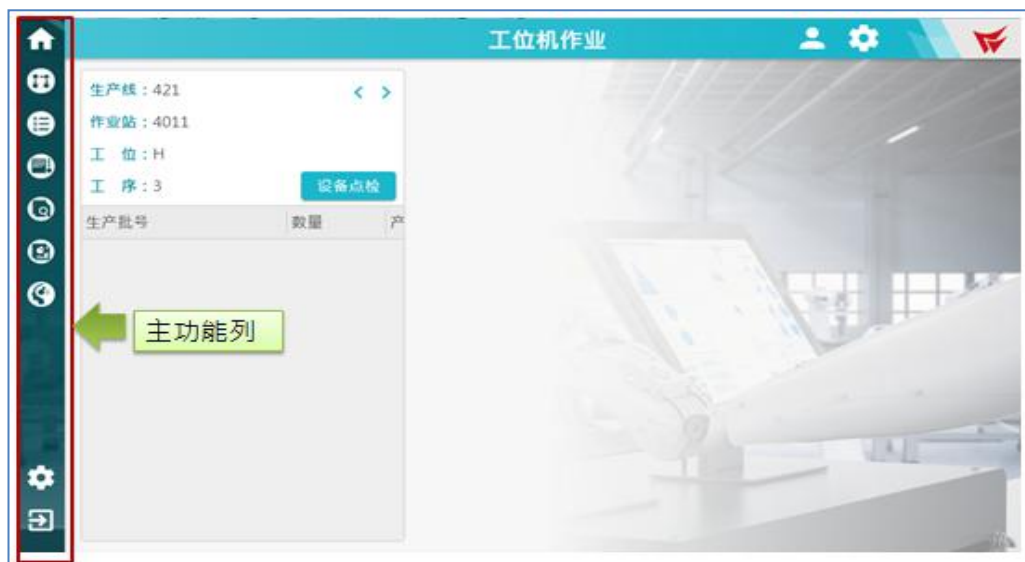 工位机作业
生产线：421
< >
作业站：4011
工 位：H
工 序：3
设备点检
生产批号 数量 产
主功能列